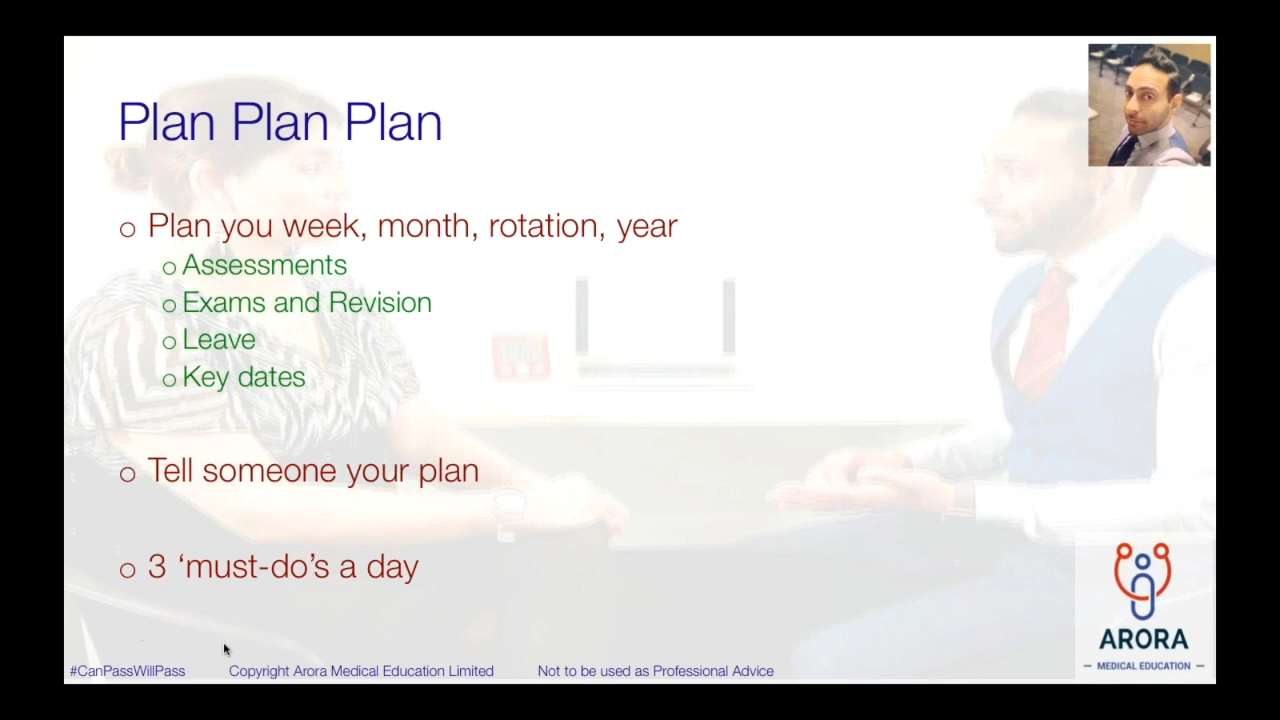 Plan Plan Plan
o Plan you week, month, rotation, year
o Assessments
o Exams and Revision
o Leave
o Key dates
o Tell someone your plan
o 3 ‘must-do’s a day
ARORA
– MEDICAL EDUCATION –
#CanPassWillPass Copyright Arora Medical Education Limited Not to be used as Professional Advice